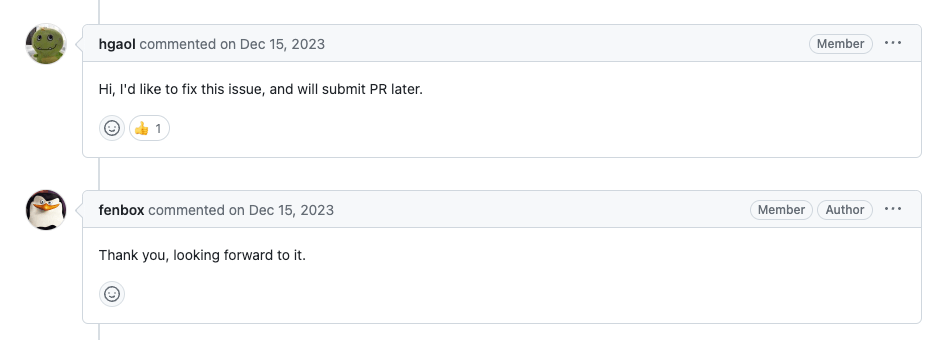 hgaol commented on Dec 15, 2023
Member
Hi, I'd like to fix this issue, and will submit PR later.
👍 1
fenbox commented on Dec 15, 2023
Member Author
Thank you, looking forward to it.